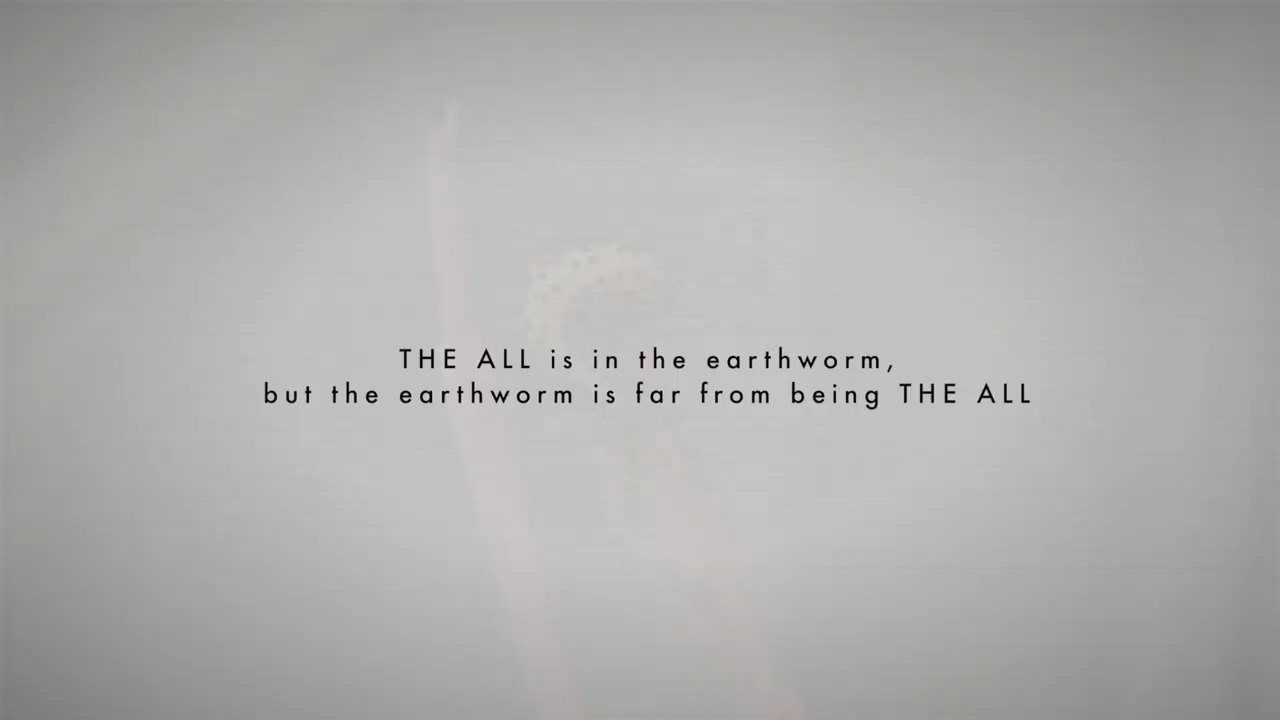 THE ALL is in the earthworm,
but the earthworm is far from being THE ALL